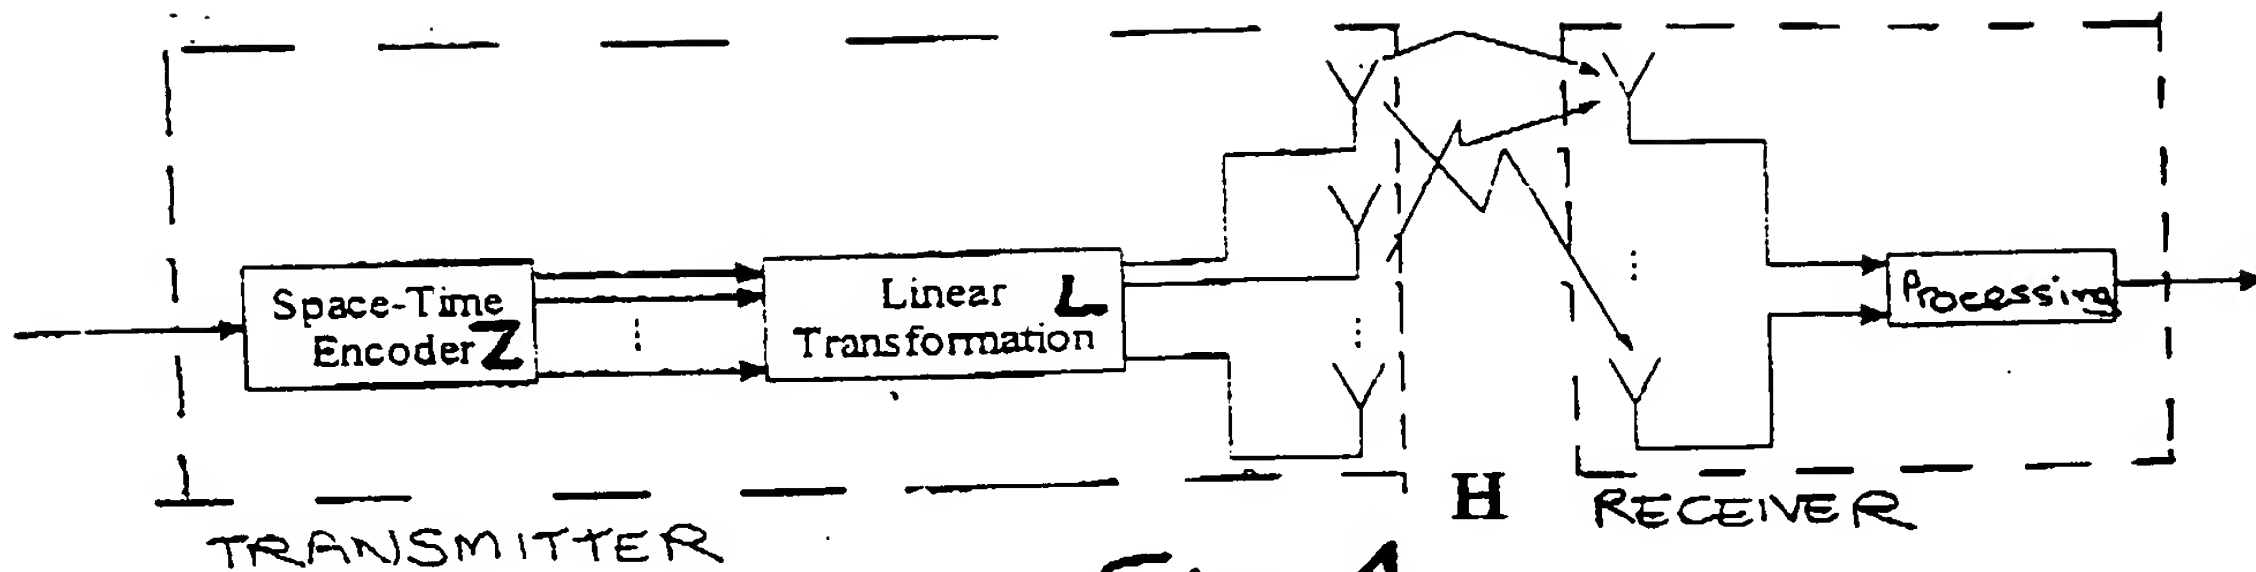 Space-Time
Encoder Z
Linear L
Transformation
Processing
H
TRANSMITTER
RECEIVER